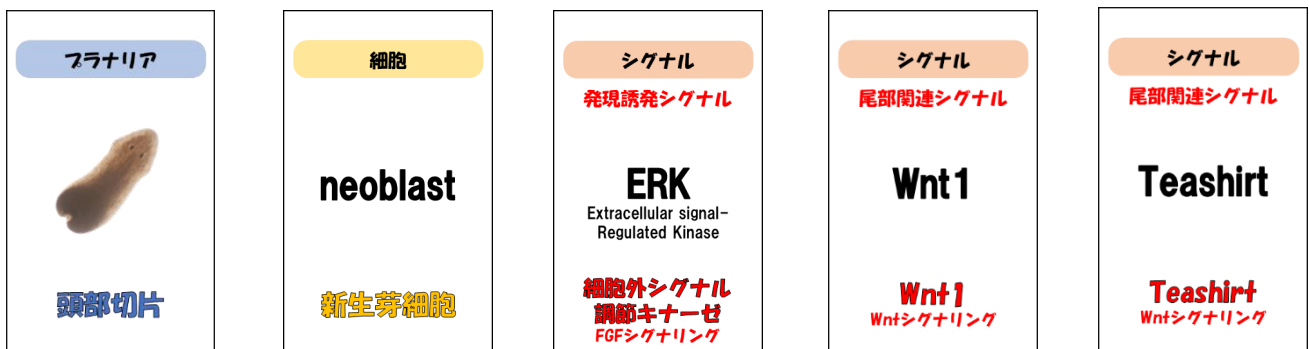 プラナリア
頭部切片
細胞
neoblast
新生芽細胞
シグナル
発現誘発シグナル
ERK
Extracellular signal-
Regulated Kinase
細胞外シグナル
調節キナーゼ
FGFシグナリング
シグナル
尾部関連シグナル
Wnt1
Wnt1
Wntシグナリング
シグナル
尾部関連シグナル
Teashirt
Teashirt
Wntシグナリング